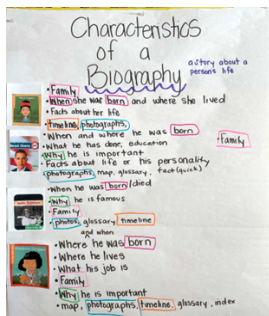 Characteristics
of a
Biography
a story about a
persons life
• Family
• When she was born and where she lived
• Facts about her life
timeline, photographs,
• When and where he was born
• Family
• What he has done, education
• Why he is important
• Facts about life or his personality
• photographs, map, glossary, fact (quick)
• When he was born/died
• Why he is famous
• Family
• photos, glossary timeline
and when
• Where he was born
• Where he lives
• What his job is
• Family
• Why he is important
• map, photographs, timeline, glossary, index